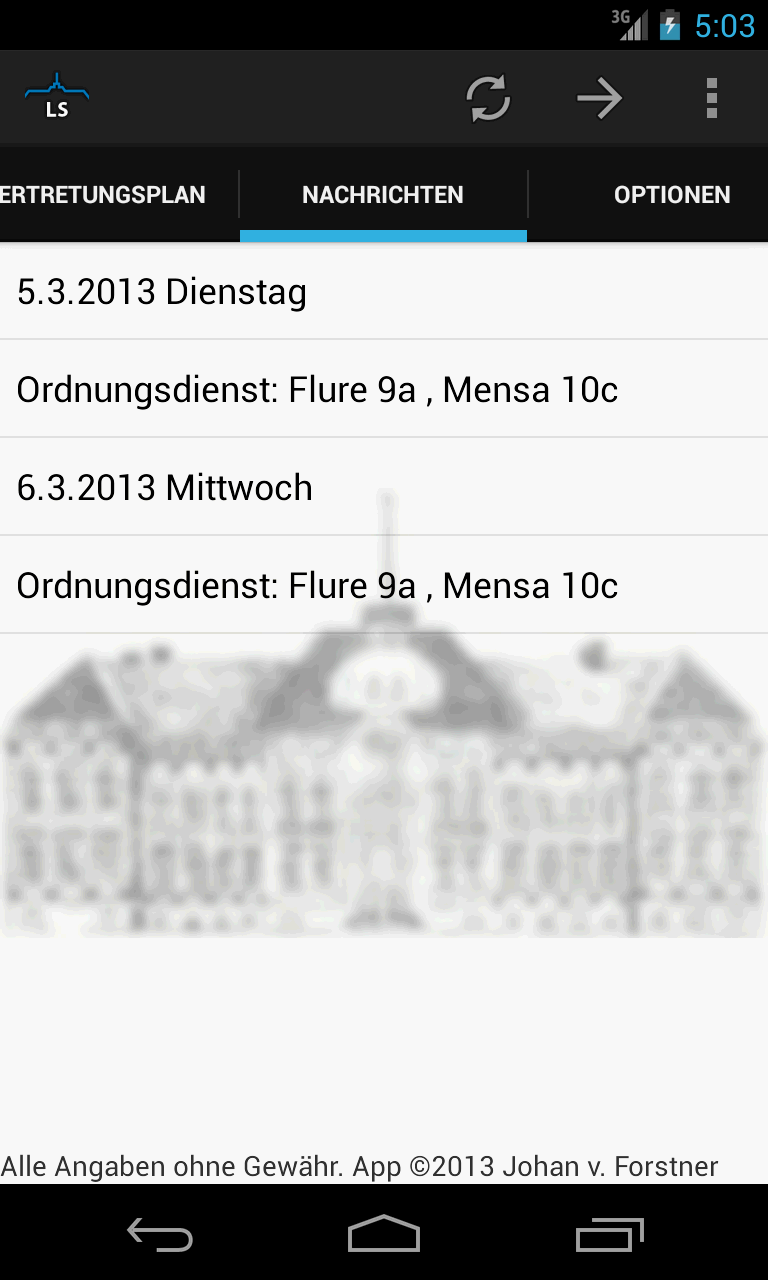 3G 5:03
LS
ERTRETUNGSPLAN NACHRICHTEN OPTIONEN
5.3.2013 Dienstag
Ordnungsdienst: Flure 9a , Mensa 10c
6.3.2013 Mittwoch
Ordnungsdienst: Flure 9a , Mensa 10c
Alle Angaben ohne Gewähr. App ©2013 Johan v. Forstner